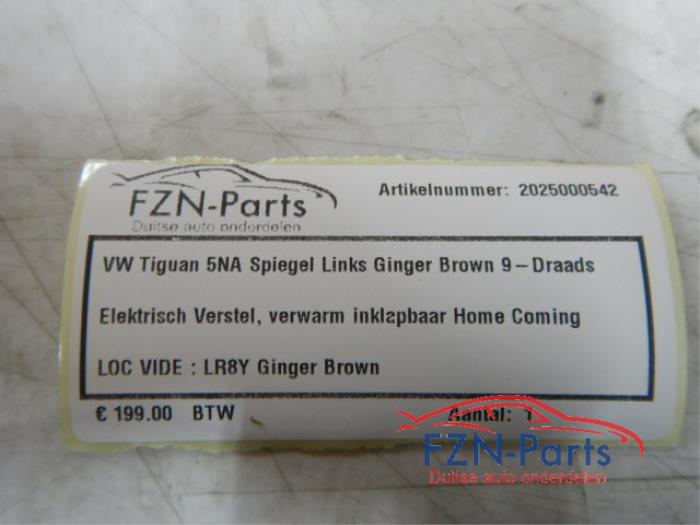 FZN-Parts
Duitse auto onderdelen
Artikelnummer: 2025000542
VW Tiguan 5NA Spiegel Links Ginger Brown 9-Draads
Elektrisch Verstel, verwarm inklapbaar Home Coming
LOC VIDE : LR8Y Ginger Brown
€ 199.00 BTW
Aantal: 1
FZN-Parts
Duitse auto onderdelen